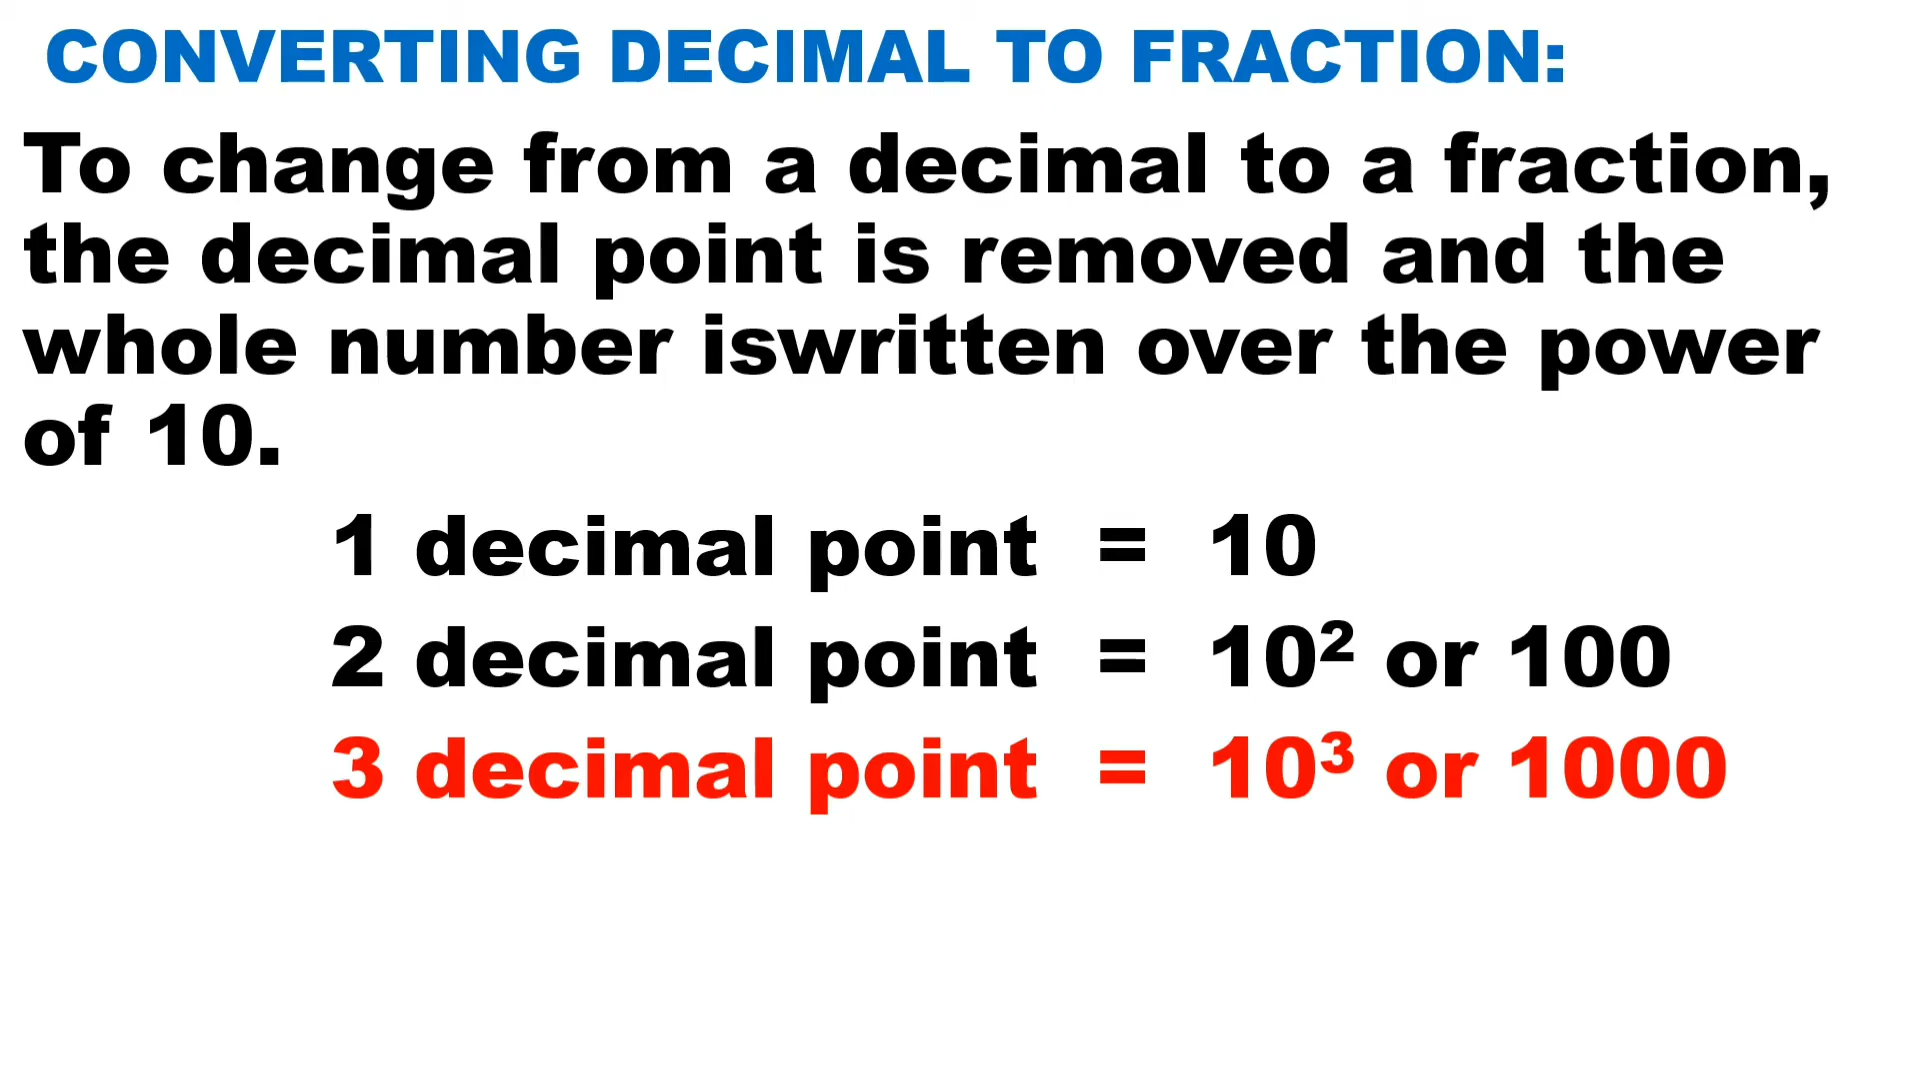 CONVERTING DECIMAL TO FRACTION:
To change from a decimal to a fraction,
the decimal point is removed and the
whole number iswritten over the power
of 10.
1 decimal point = 10
2 decimal point = 10² or 100
3 decimal point = 10³ or 1000